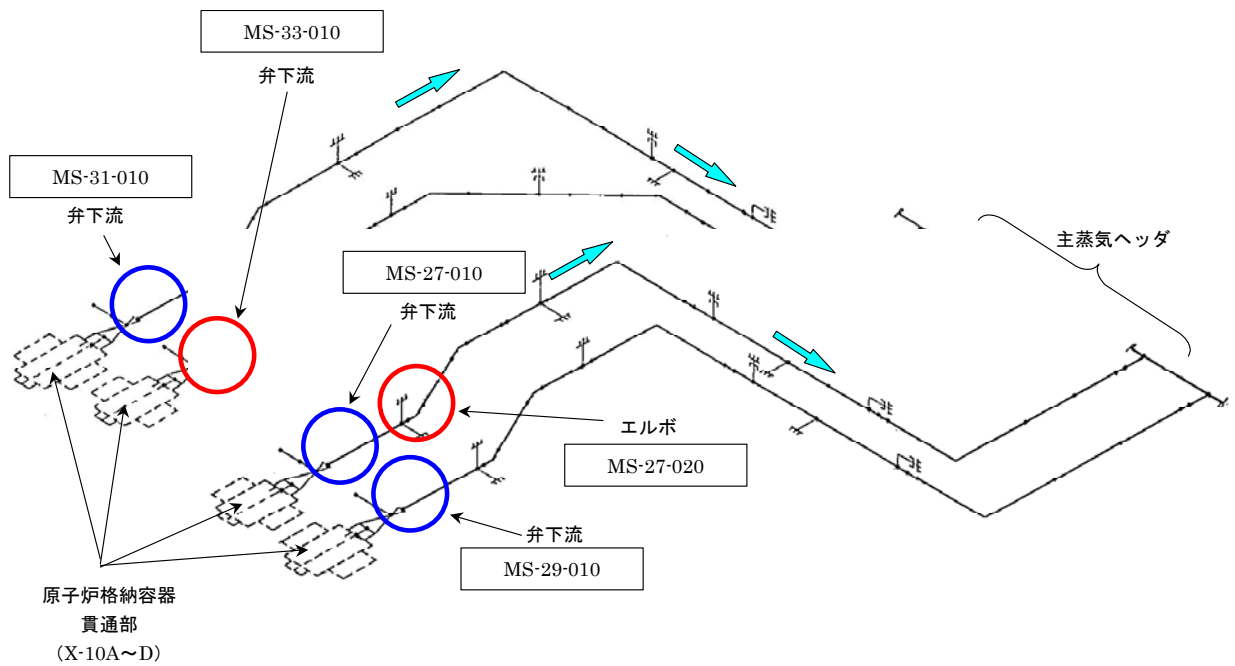 MS-33-010
弁下流
MS-31-010
弁下流
主蒸気ヘッダ
MS-27-010
弁下流
エルボ
MS-27-020
弁下流
MS-29-010
原子炉格納容器
貫通部
(X-10A~D)